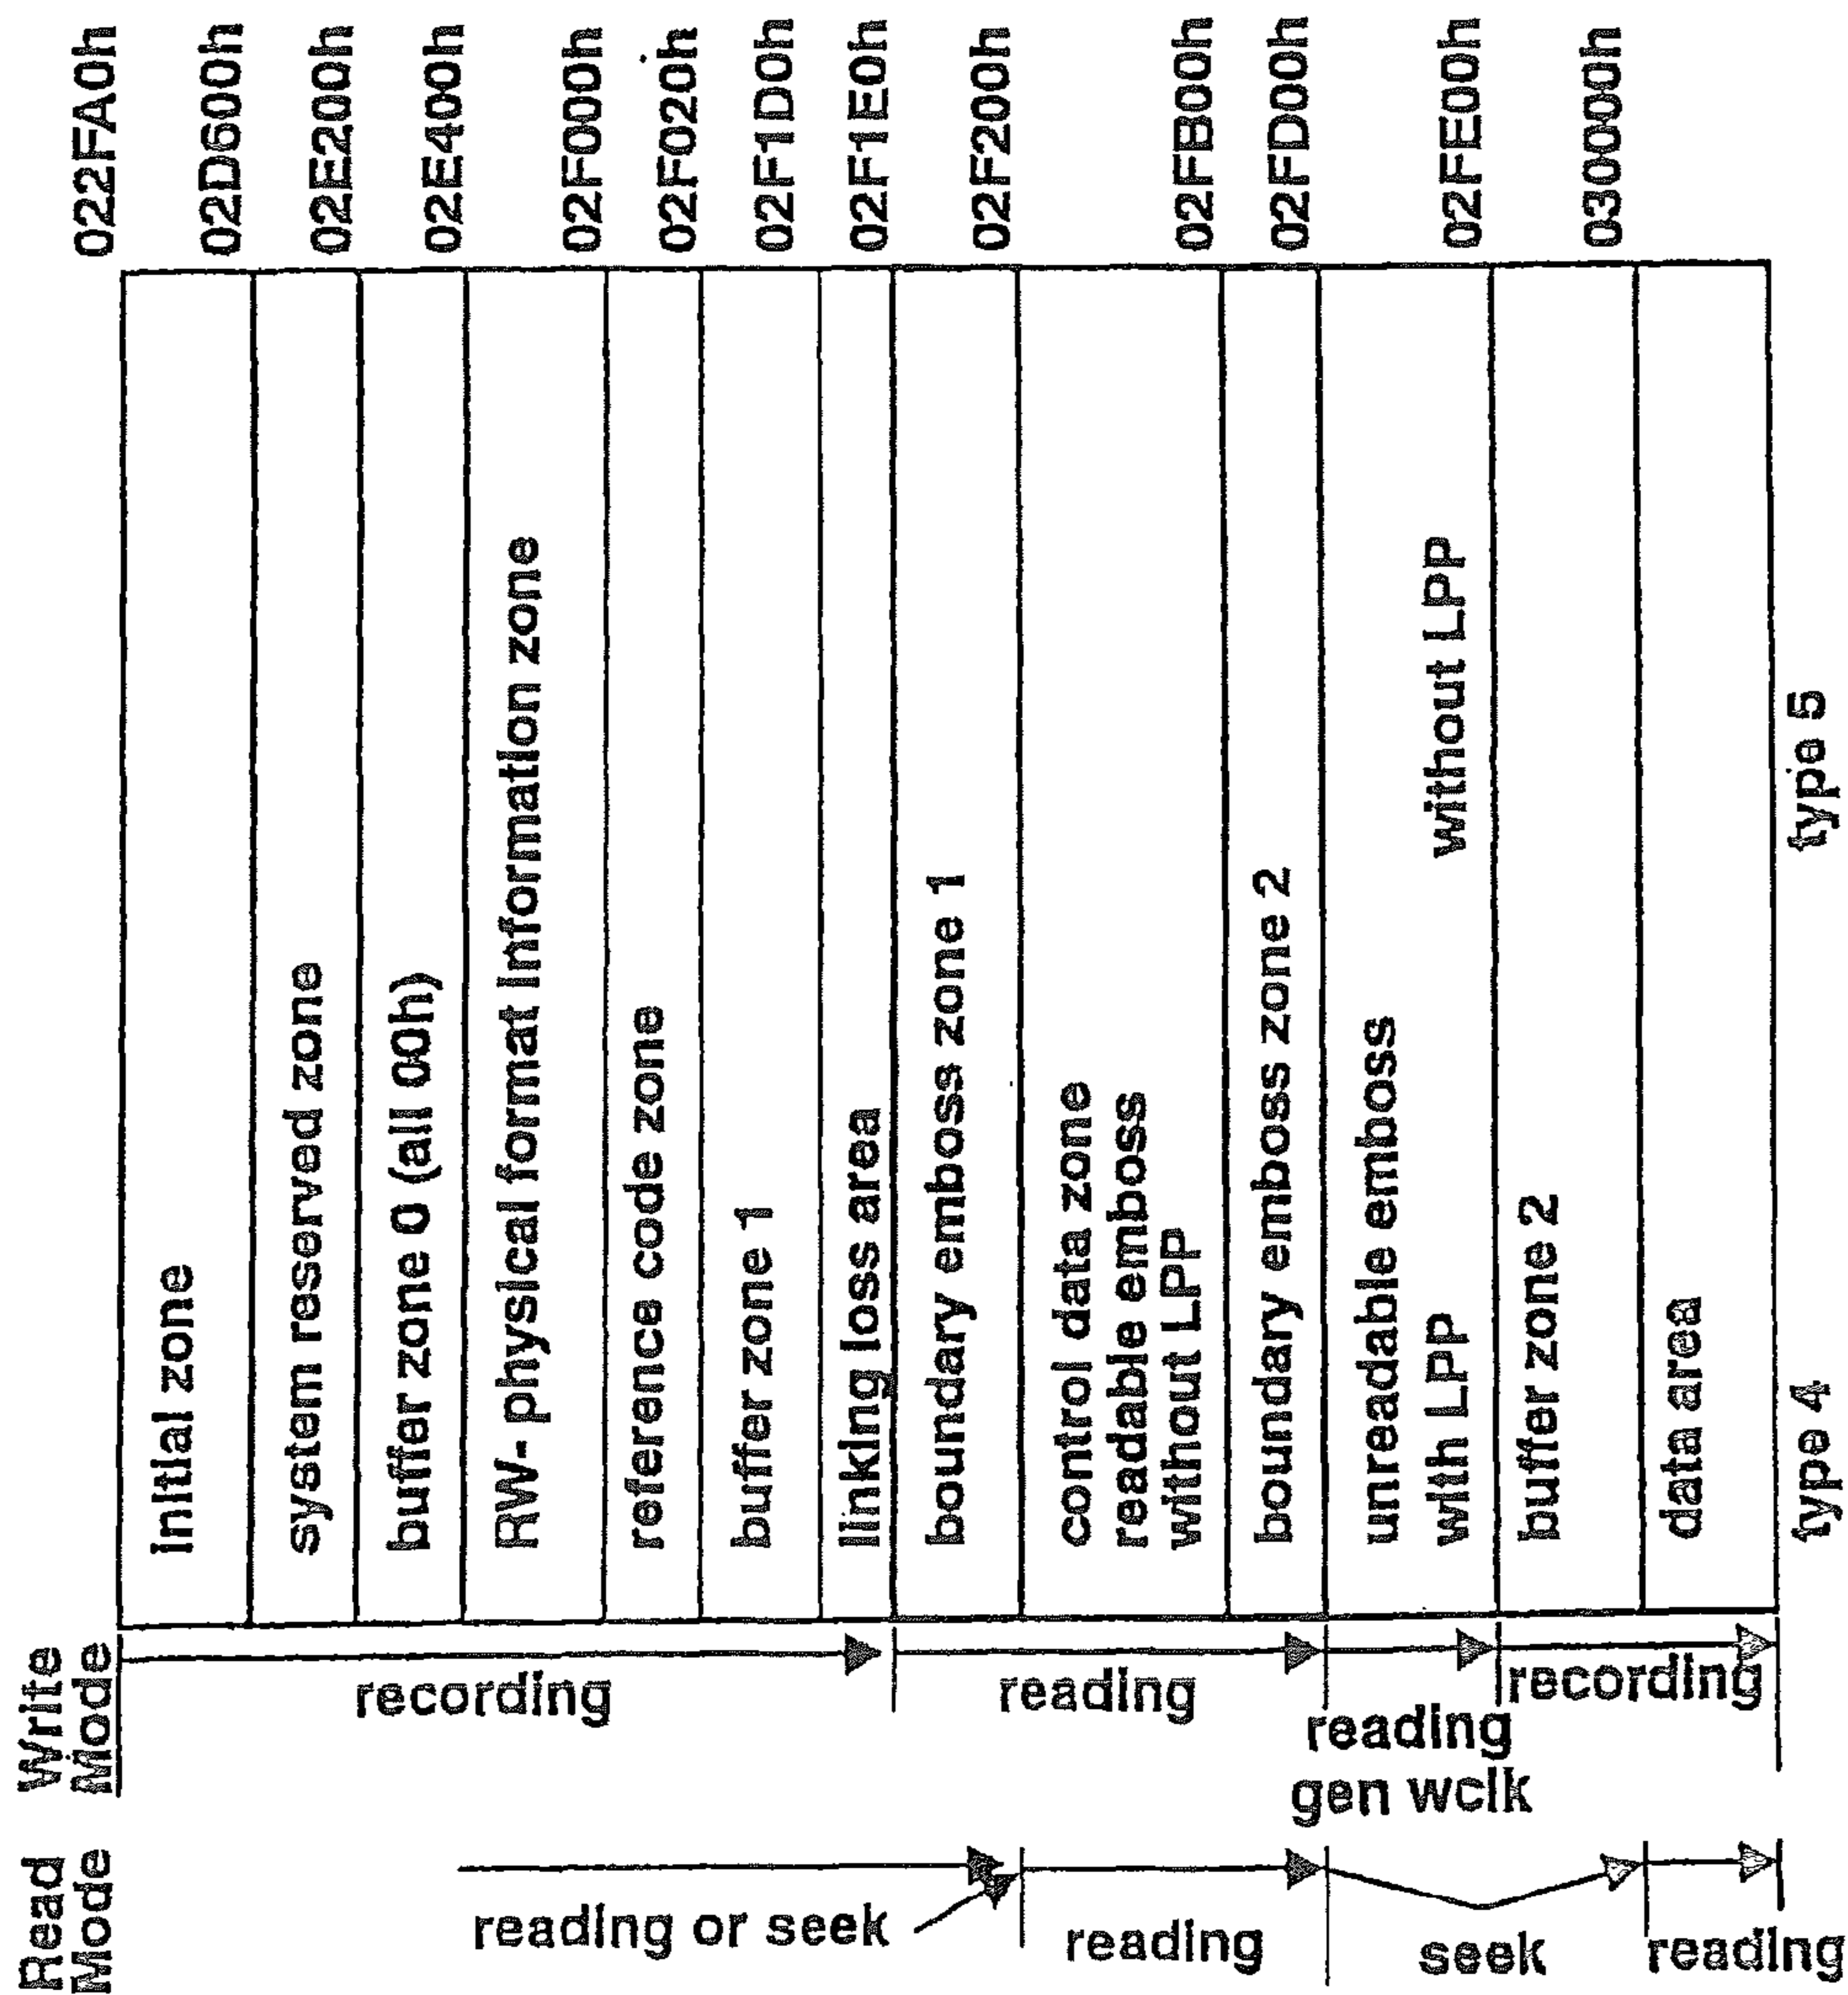 022FA0h
02D600h
02E200h
02E400h
02F000h
02F020h
02F1D0h
02F1E0h
02F200h
02FB00h
02FD00h
02FE00h
030000h
Initial zone
system reserved zone
buffer zone 0 (all 00h)
RW- physical format Information zone
reference code zone
buffer zone 1
linking loss area
boundary emboss zone 1
control data zone
readable emboss
without LPP
boundary emboss zone 2
unreadable emboss
with LPP without LPP
buffer zone 2
data area
type 4 type 5
Write
Mode
recording
reading
reading
gen wclk
recording
Read
Mode
reading or seek
reading
seek
reading